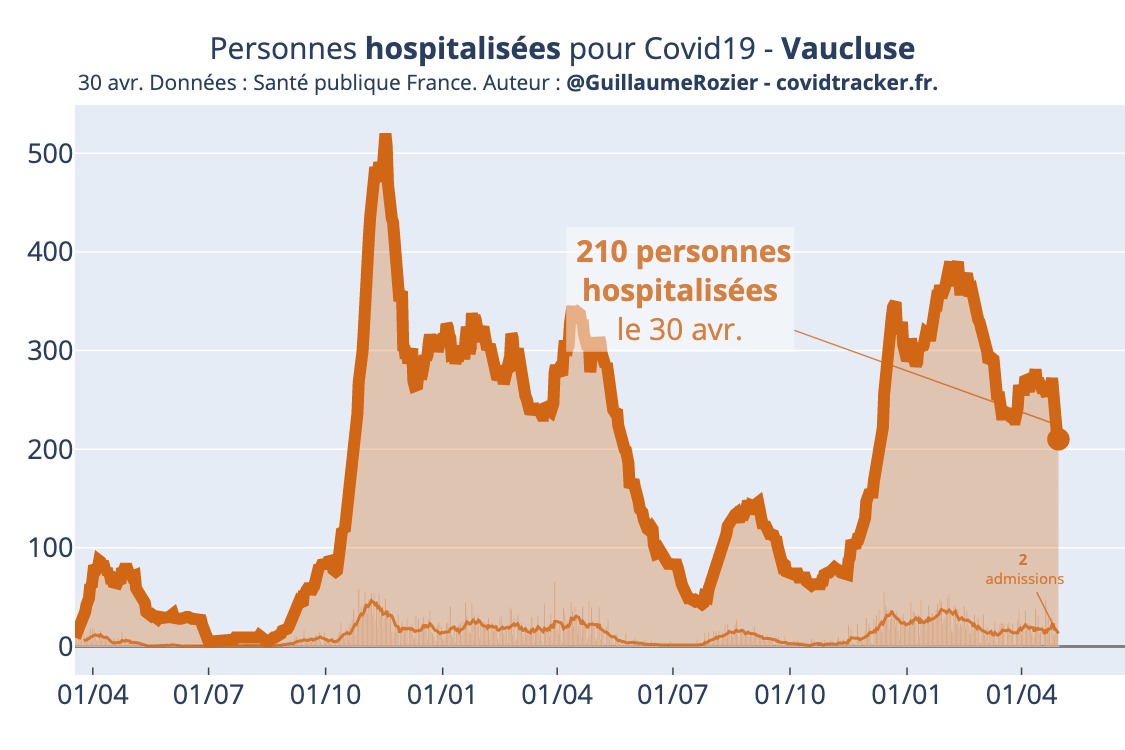 Personnes hospitalisées pour Covid19 - Vaucluse
30 avr. Données : Santé publique France. Auteur : @GuillaumeRozier - covidtracker.fr.
500
400
300
200
100
0
210 personnes
hospitalisées
le 30 avr.
2
admissions
01/04 01/07 01/10 01/01 01/04 01/07 01/10 01/01 01/04